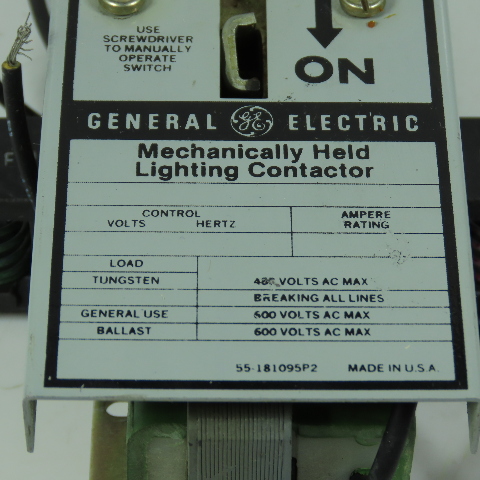 USE
SCREWDRIVER
TO MANUALLY
OPERATE
SWITCH
ON
GENERAL GE ELECTRIC
Mechanically Held
Lighting Contactor
CONTROL
VOLTS HERTZ
AMPERE
RATING
LOAD
TUNGSTEN VOLTS AC MAX
BREAKING ALL LINES
GENERAL USE 600 VOLTS AC MAX
BALLAST 600 VOLTS AC MAX
55-181095P2 MADE IN U.S.A.
F